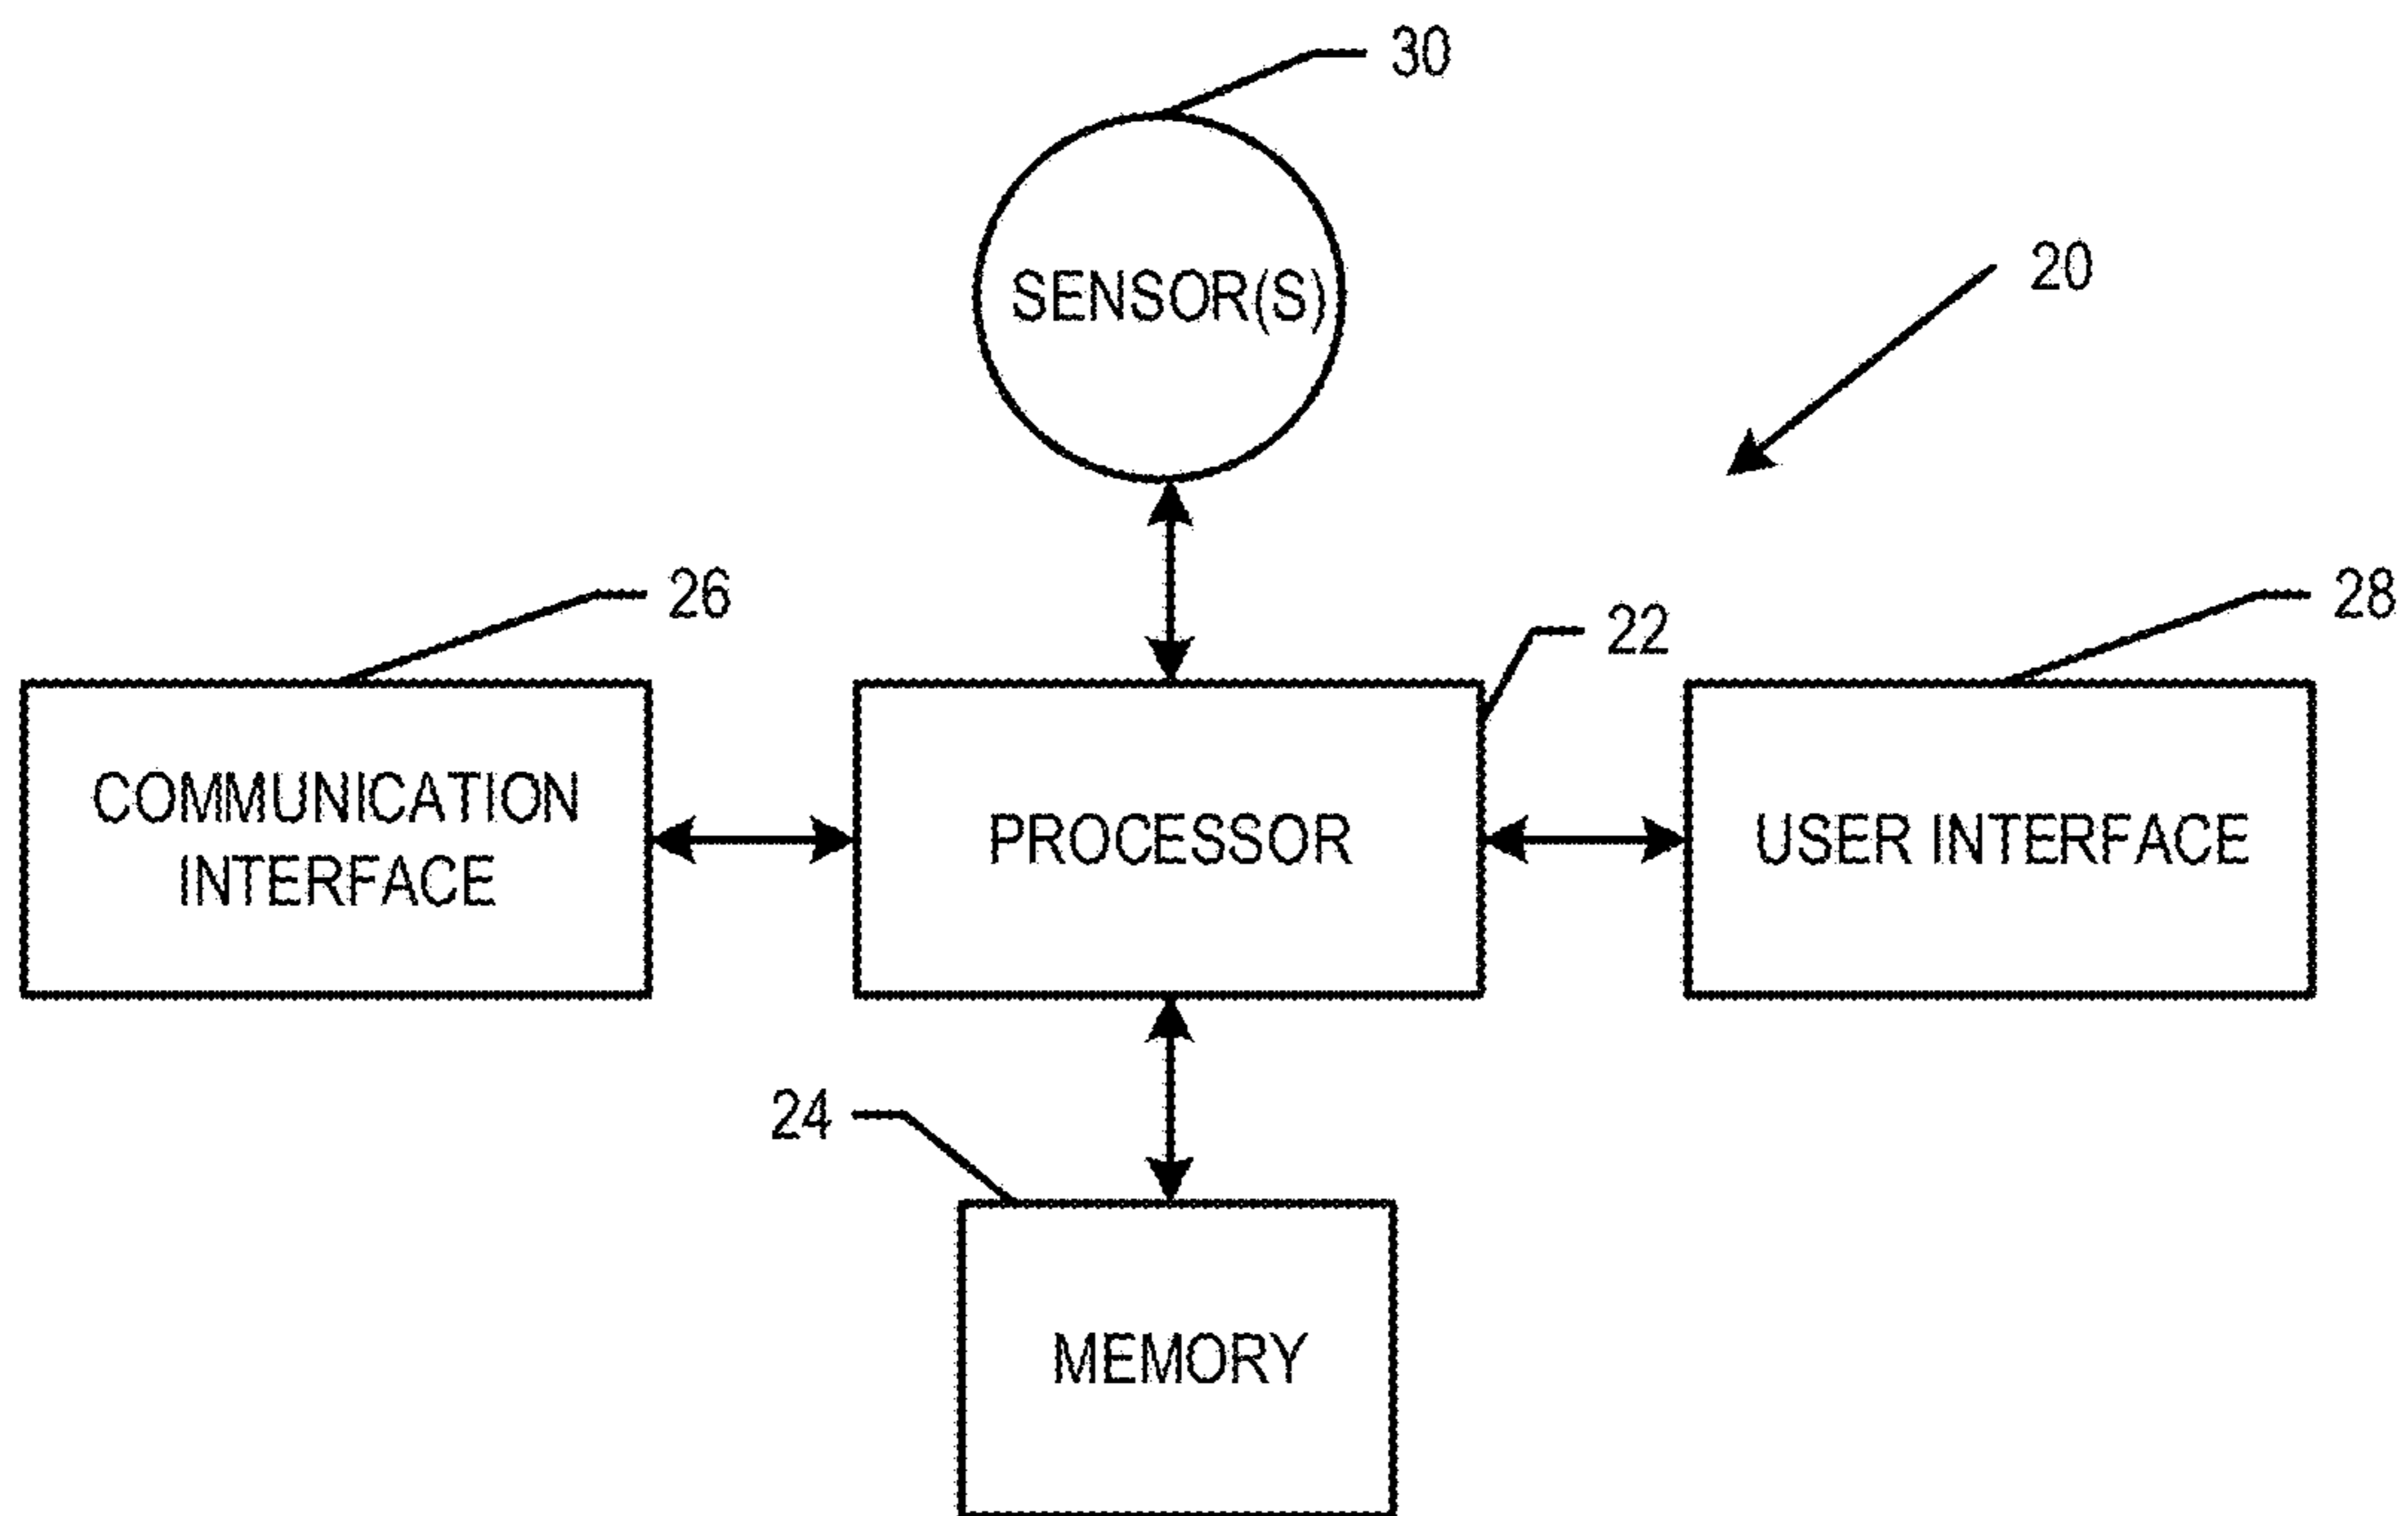 30
SENSOR(S)
20
26
22
28
COMMUNICATION
INTERFACE
PROCESSOR
USER INTERFACE
24
MEMORY